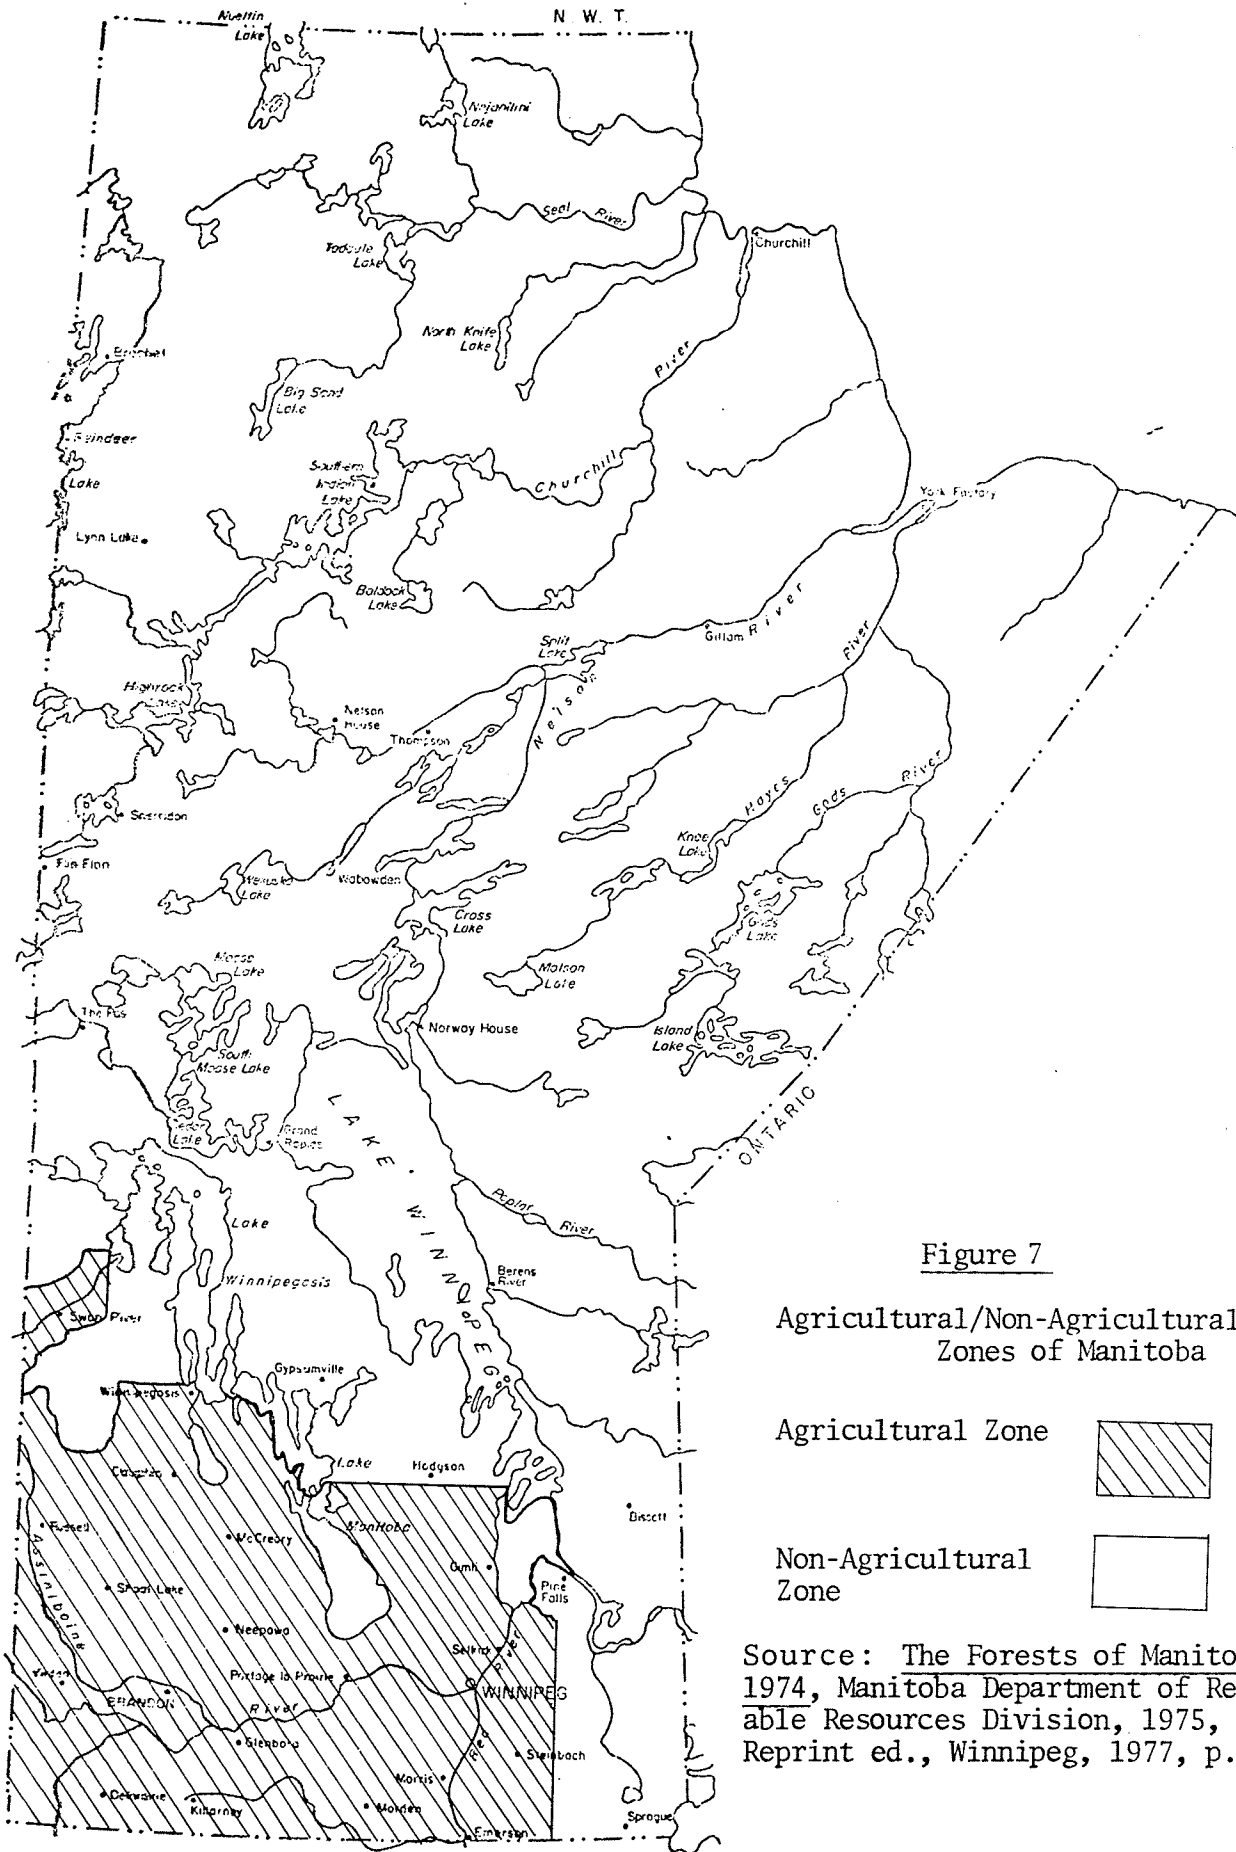 N. W. T.
Nueltin
Lake
Nejanilini
Lake
Seal River
Tadoule
Lake
Churchill
North Knife
Lake
River
Brochet
Big Sand
Lake
Reindeer
Lake
Southern
Indian
Lake
Churchill
York Factory
Lynn Lake
Baldock
Lake
Gillam
River
Split
Lake
River
Highrock
Lake
Nelson
House
Nelson
Thompson
River
Gods
Hayes
Sherridon
Knee
Lake
Flin Flon
Wekusko
Lake
Wabowden
Cross
Lake
Gods
Lake
Moose
Lake
Molson
Lake
The Pas
Norway House
Island
Lake
South
Moose Lake
LAKE WINNIPEG
ONTARIO
Cedar
Lake
Grand
Rapids
Poplar River
Lake
Winnipegosis
Berens
River
Swan River
Gypsumville
Winnipegosis
Lake
Manitoba
Hodgson
Dauphin
Bissett
Russell
McCreary
Gimli
Assiniboine
Shoal Lake
Pine
Falls
Neepawa
Selkirk
River
Virden
Portage la Prairie
BRANDON
WINNIPEG
River
Red
Glenboro
Steinbach
Morris
Deloraine
Killarney
Morden
Emerson
Sprague
Figure 7
Agricultural/Non-Agricultural
Zones of Manitoba
Agricultural Zone
Non-Agricultural
Zone
Source: The Forests of Manito
1974, Manitoba Department of Re
able Resources Division, 1975,
Reprint ed., Winnipeg, 1977, p.